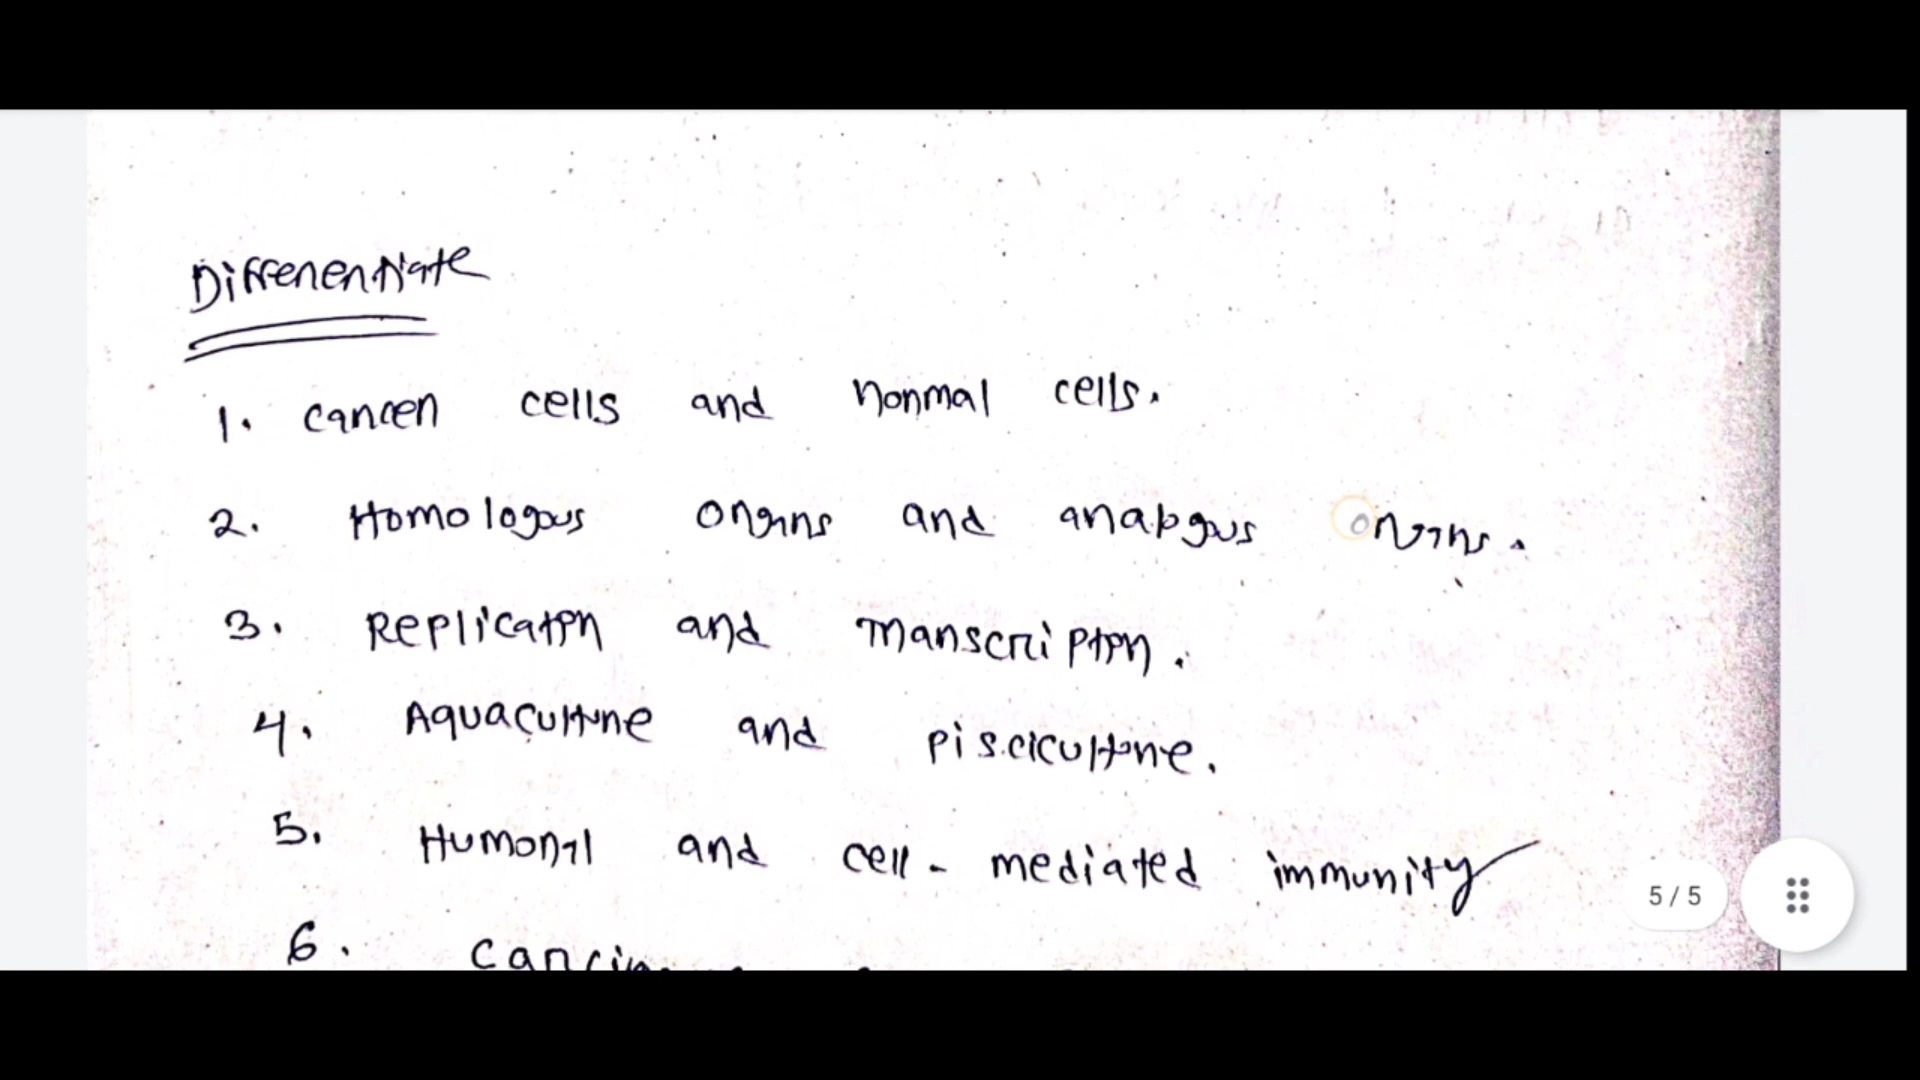 Differentiate
1. Cancer cells and normal cells.
2. Homologous organs and analogous organs.
3. Replication and transcription.
4. Aquaculture and pisciculture.
5. Humoral and cell-mediated immunity
6.
5 / 5